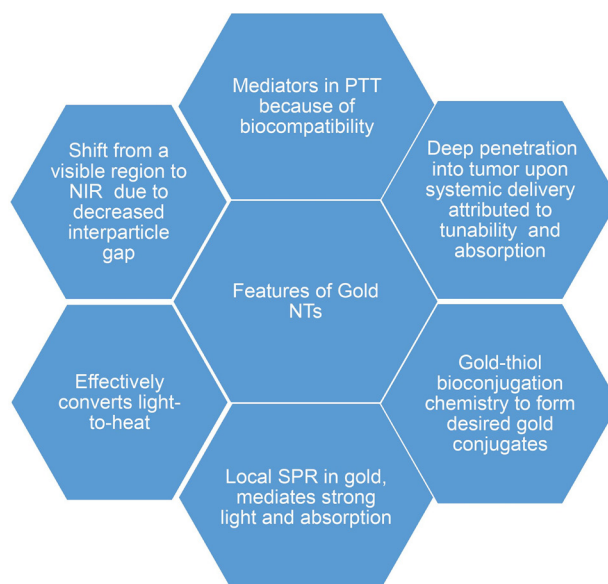 Mediators in PTT
because of
biocompatibility
Shift from a
visible region to
NIR due to
decreased
interparticle
gap
Deep penetration
into tumor upon
systemic delivery
attributed to
tunability and
absorption
Features of Gold
NTs
Effectively
converts light-
to-heat
Gold-thiol
bioconjugation
chemistry to form
desired gold
conjugates
Local SPR in gold,
mediates strong
light and absorption